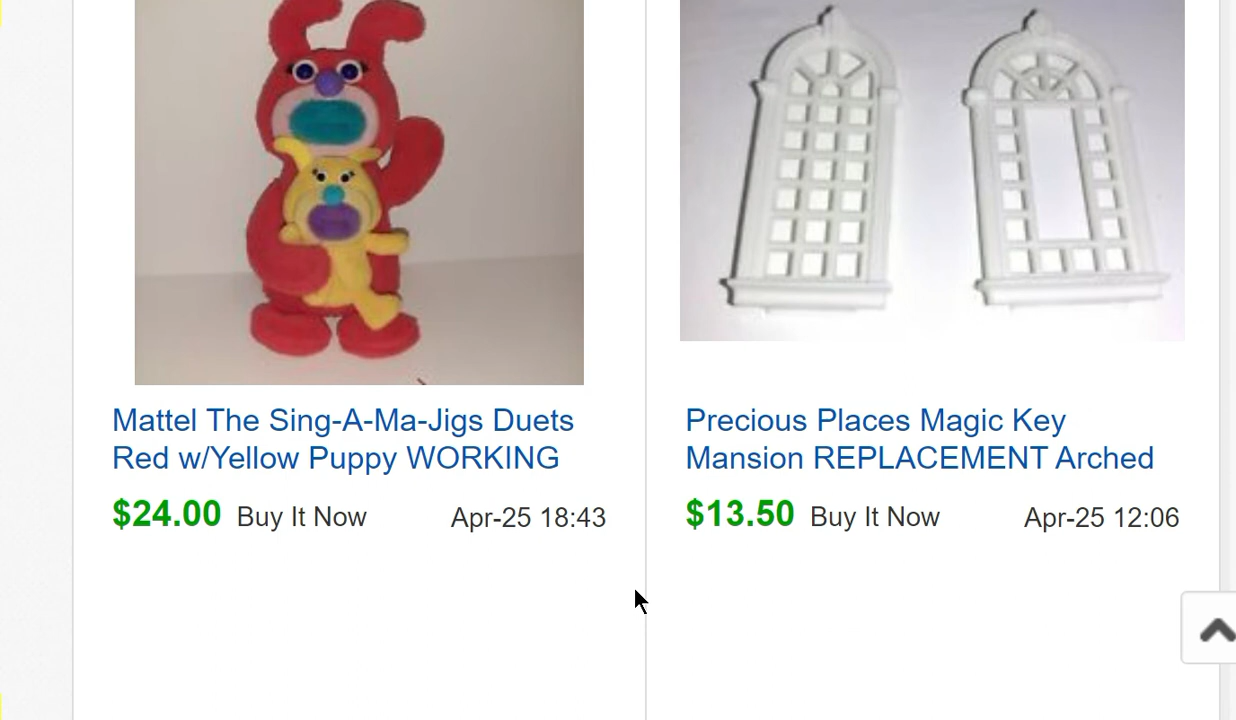 Mattel The Sing-A-Ma-Jigs Duets
Red w/Yellow Puppy WORKING
$24.00 Buy It Now Apr-25 18:43
Precious Places Magic Key
Mansion REPLACEMENT Arched
$13.50 Buy It Now Apr-25 12:06